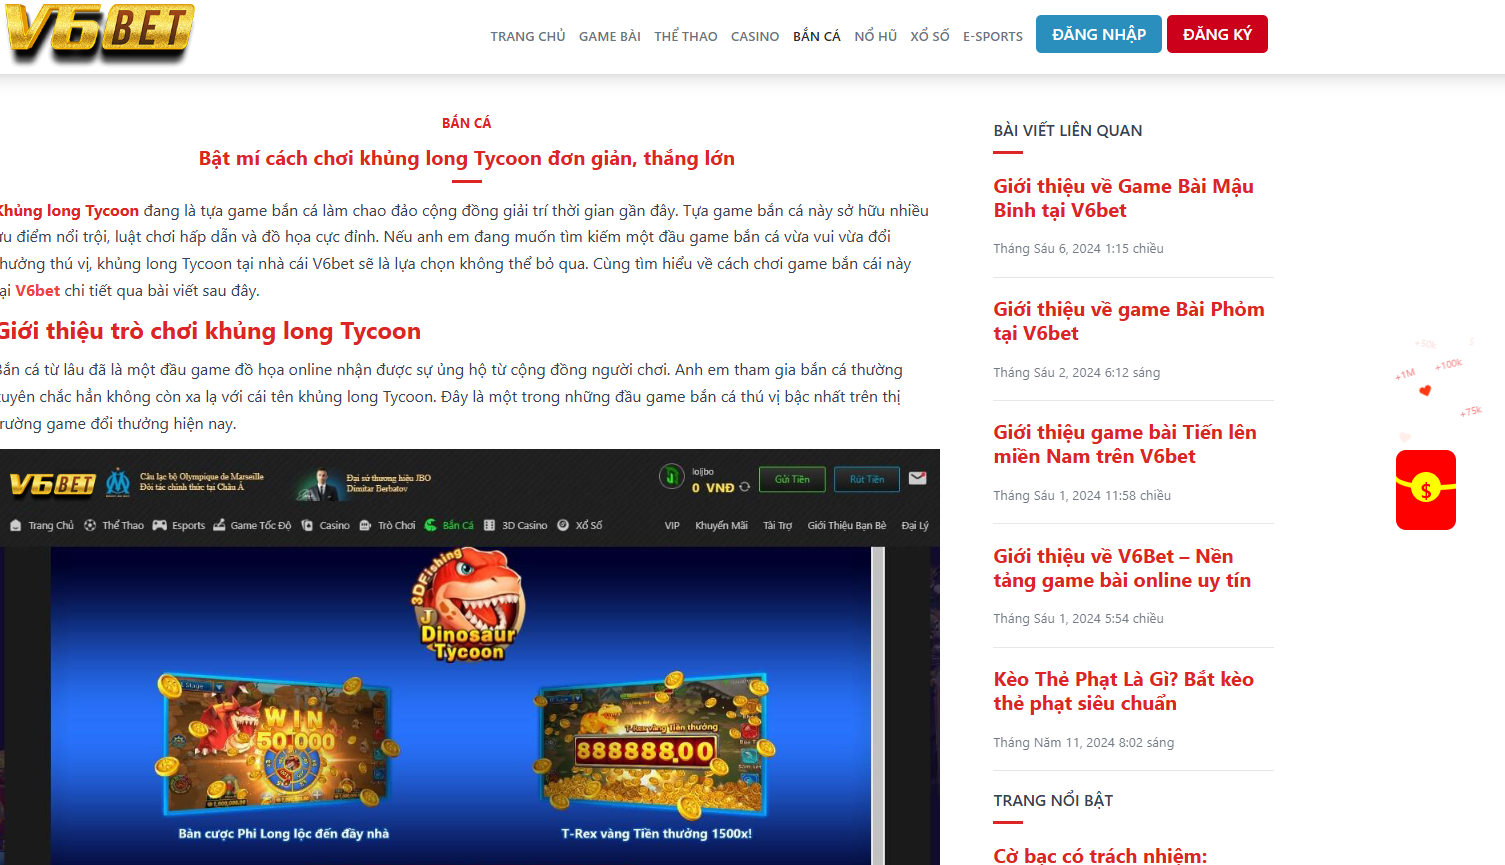 V6BET
TRANG CHỦ GAME BÀI THỂ THAO CASINO BẮN CÁ NỔ HŨ XỔ SỐ E-SPORTS ĐĂNG NHẬP ĐĂNG KÝ
BẮN CÁ
Bật mí cách chơi khủng long Tycoon đơn giản, thắng lớn
Khủng long Tycoon đang là tựa game bắn cá làm chao đảo cộng đồng giải trí thời gian gần đây. Tựa game bắn cá này sở hữu nhiều
ưu điểm nổi trội, luật chơi hấp dẫn và đồ họa cực đỉnh. Nếu anh em đang muốn tìm kiếm một đầu game bắn cá vừa vui vừa đổi
thưởng thú vị, khủng long Tycoon tại nhà cái V6bet sẽ là lựa chọn không thể bỏ qua. Cùng tìm hiểu về cách chơi game bắn cái này
tại V6bet chi tiết qua bài viết sau đây.
Giới thiệu trò chơi khủng long Tycoon
Bắn cá từ lâu đã là một đầu game đồ họa online nhận được sự ủng hộ từ cộng đồng người chơi. Anh em tham gia bắn cá thường
xuyên chắc hẳn không còn xa lạ với cái tên khủng long Tycoon. Đây là một trong những đầu game bắn cá thú vị bậc nhất trên thị
trường game đổi thưởng hiện nay.
V6BET
Câu lạc bộ Olympique de Marseille
Đối tác chính thức tại Châu Á
Đại sứ thương hiệu JBO
Dimitar Berbatov
loljbo
0 VNĐ
Gửi Tiền
Rút Tiền
Trang Chủ Thể Thao Esports Game Tốc Độ Casino Trò Chơi Bắn Cá 3D Casino Xổ Số VIP Khuyến Mãi Tài Trợ Giới Thiệu Bạn Bè Đại Lý
3DFishing
J
Dinosaur
Tycoon
WIN
50,000
T-Rex vàng Tiền thưởng
888888.00
Bàn cược Phi Long lộc đến đầy nhà
T-Rex vàng Tiền thưởng 1500x!
BÀI VIẾT LIÊN QUAN
Giới thiệu về Game Bài Mậu
Binh tại V6bet
Tháng Sáu 6, 2024 1:15 chiều
Giới thiệu về game Bài Phỏm
tại V6bet
Tháng Sáu 2, 2024 6:12 sáng
Giới thiệu game bài Tiến lên
miền Nam trên V6bet
Tháng Sáu 1, 2024 11:58 chiều
Giới thiệu về V6Bet – Nền
tảng game bài online uy tín
Tháng Sáu 1, 2024 5:54 chiều
Kèo Thẻ Phạt Là Gì? Bắt kèo
thẻ phạt siêu chuẩn
Tháng Năm 11, 2024 8:02 sáng
TRANG NỔI BẬT
Cờ bạc có trách nhiệm:
+50k
$
+1M
+100k
+75k
$